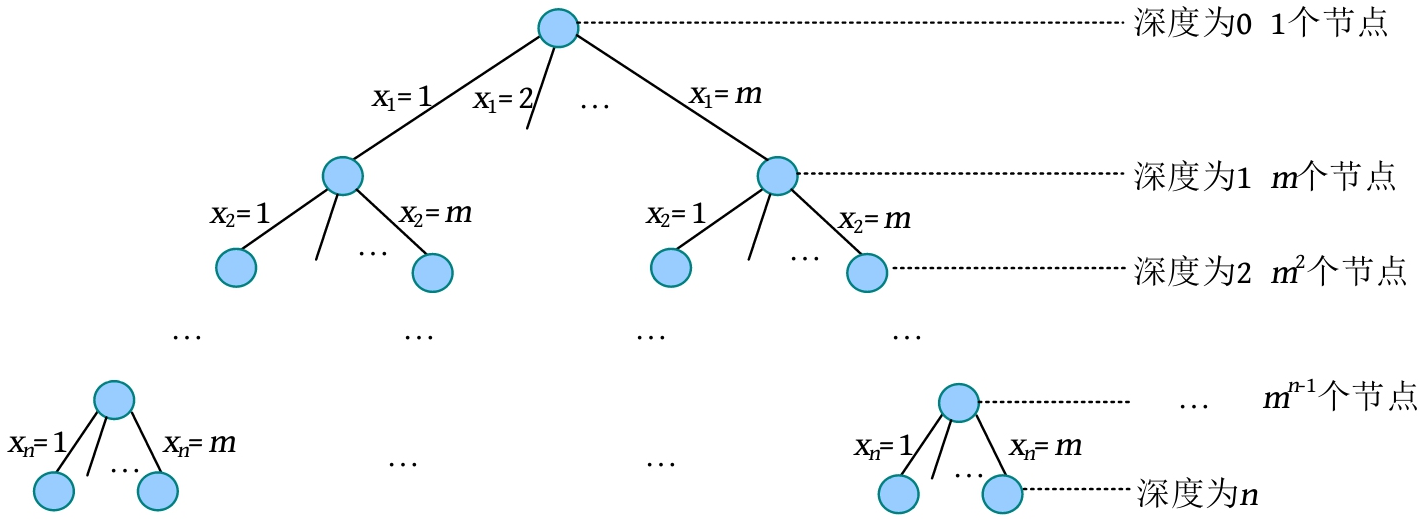 深度为0 1个节点
x₁=1 x₁=2 … x₁=m
深度为1 m个节点
x₂=1 … x₂=m x₂=1 … x₂=m
深度为2 m²个节点
… … … …
… mⁿ⁻¹个节点
xₙ=1 … xₙ=m … … xₙ=1 … xₙ=m
深度为n